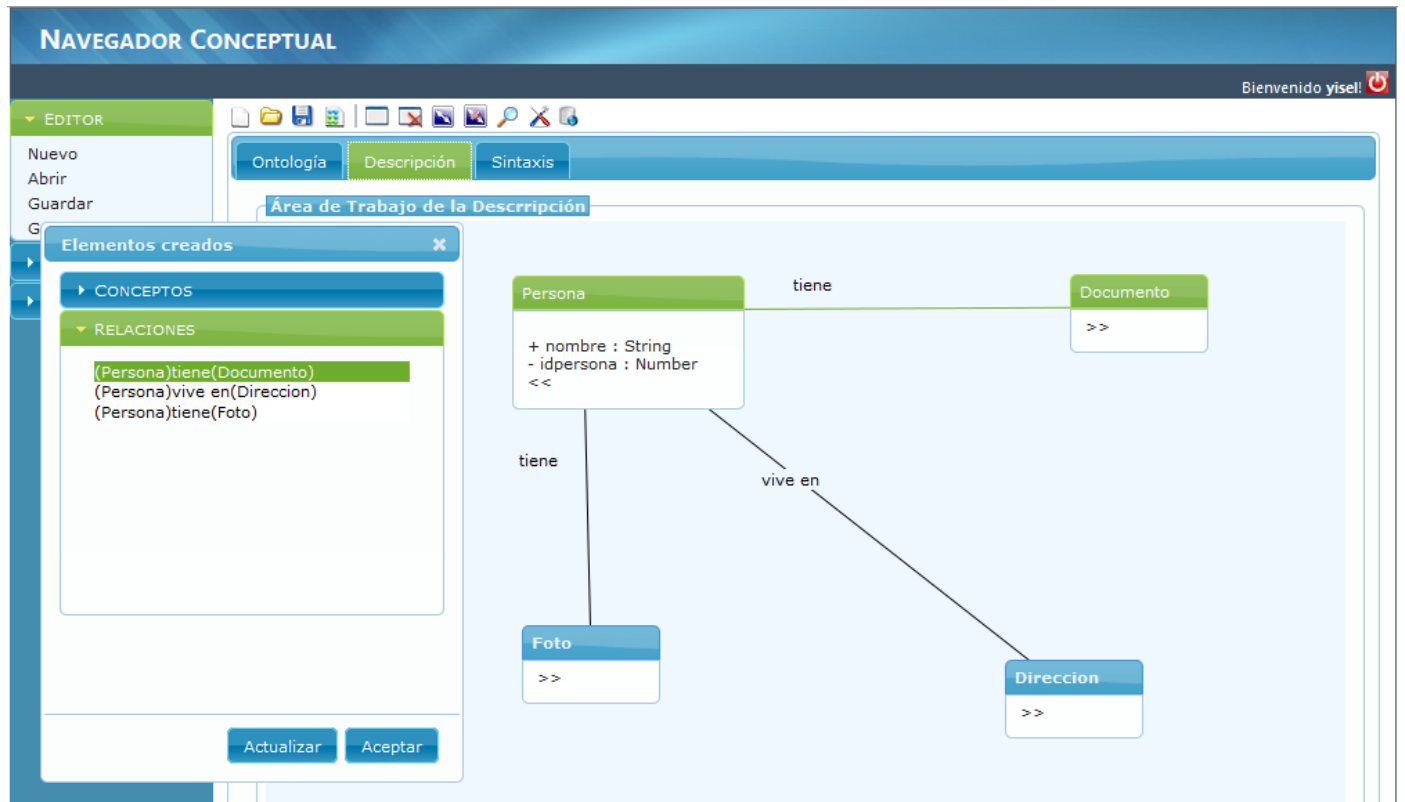 NAVEGADOR CONCEPTUAL
Bienvenido yisel!
EDITOR
Nuevo
Abrir
Guardar
G
Ontología Descripción Sintaxis
Área de Trabajo de la Descrripción
Elementos creados
CONCEPTOS
RELACIONES
(Persona)tiene(Documento)
(Persona)vive en(Direccion)
(Persona)tiene(Foto)
Actualizar Aceptar
Persona
+ nombre : String
- idpersona : Number
<<
tiene
Documento
>>
tiene
vive en
Foto
>>
Direccion
>>